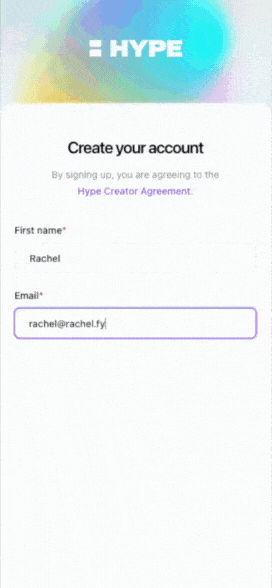 HYPE
Create your account
By signing up, you are agreeing to the
Hype Creator Agreement.
First name*
Rachel
Email*
rachel@rachel.fy